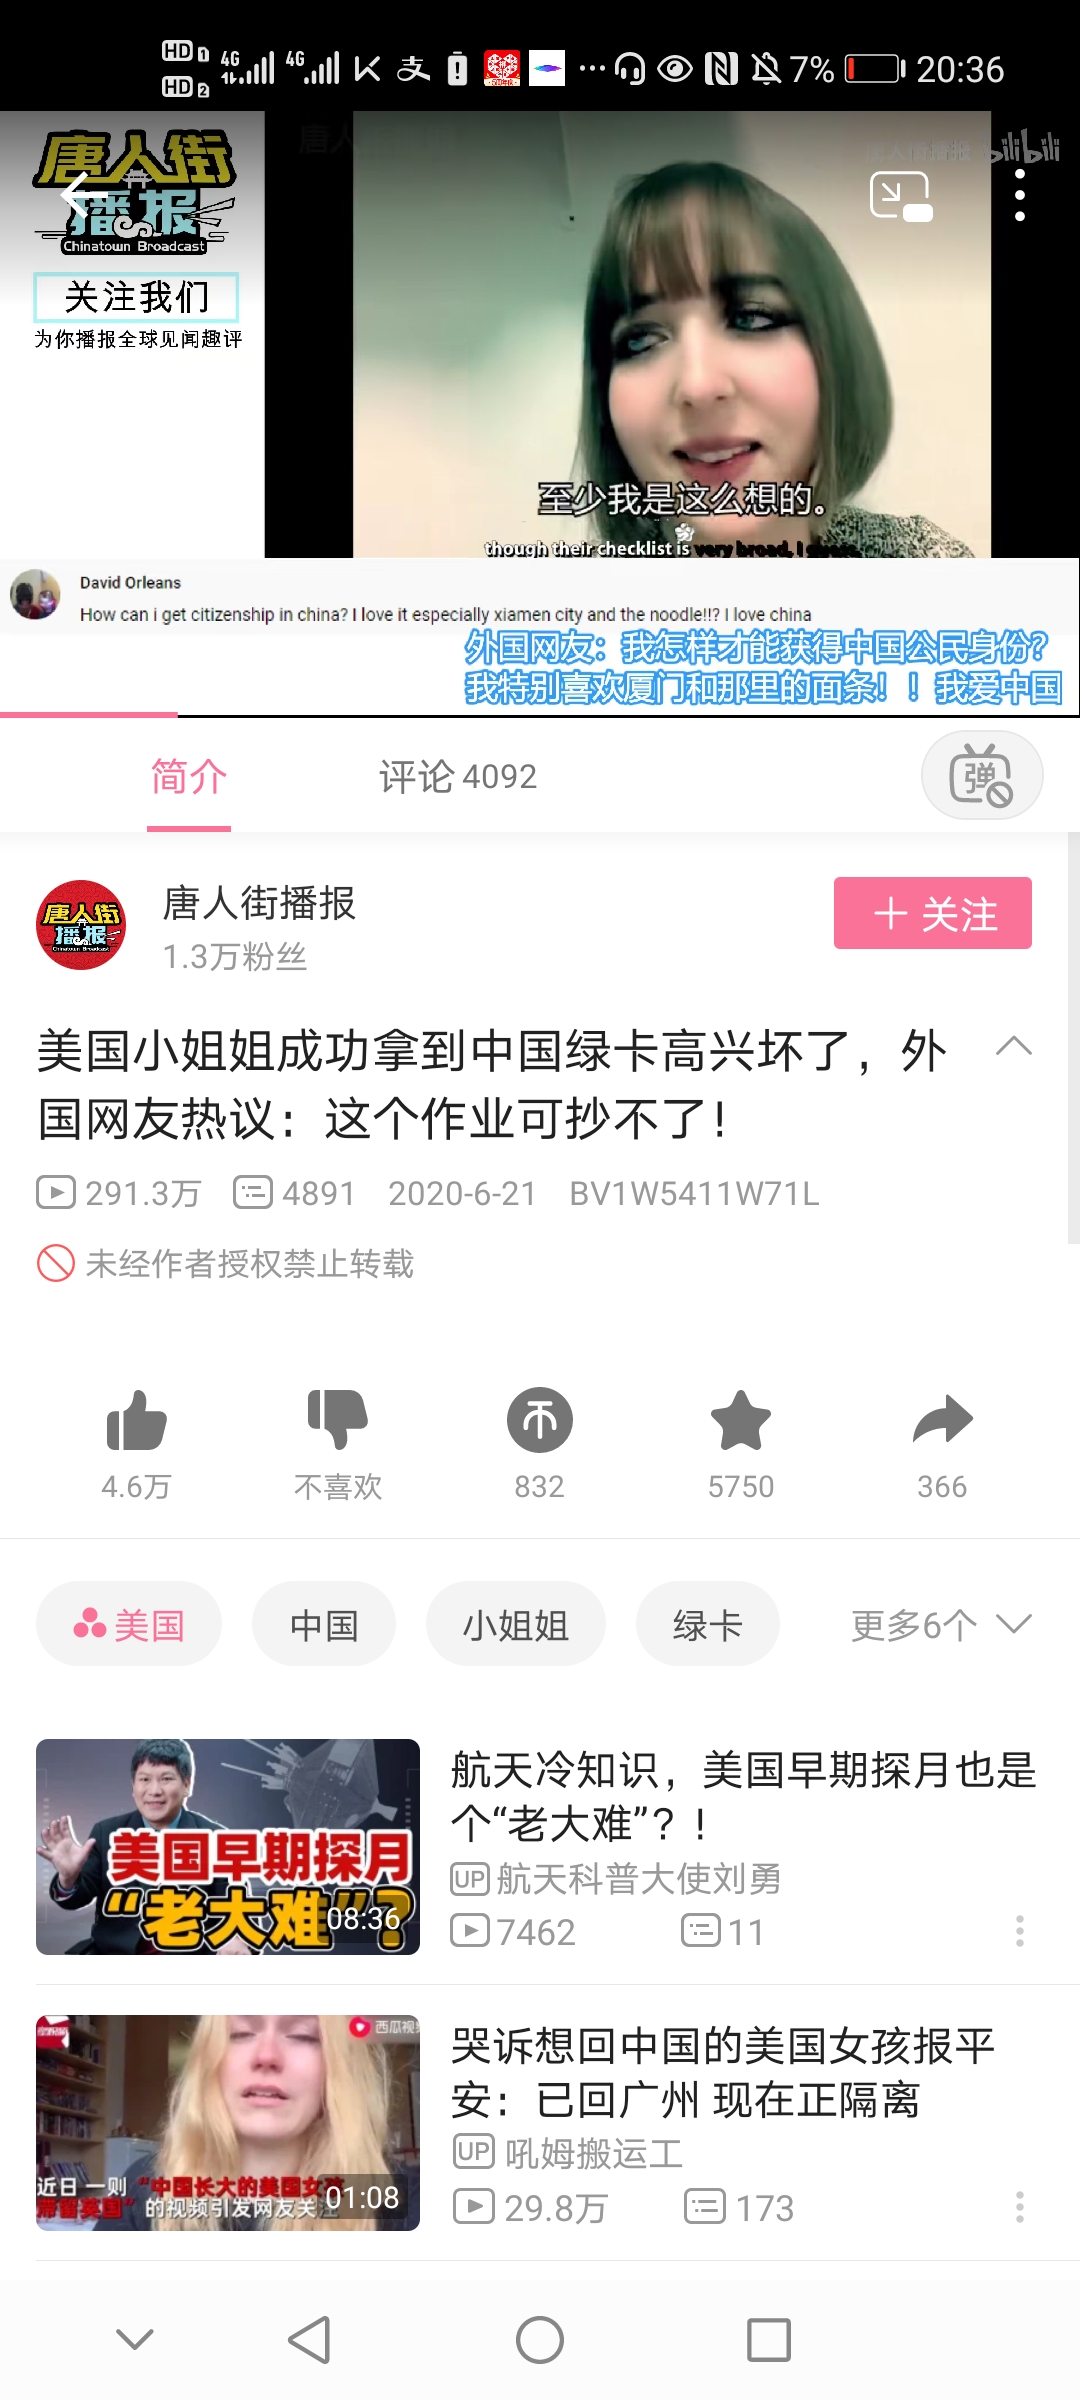 HD 1
HD 2
4G
4G
支
7%
20:36
唐人街
播报
Chinatown Broadcast
关注我们
为你播报全球见闻趣评
唐人街播报 bilibili
至少我是这么想的。
though their checklist is very broad, I guess
David Orleans
How can i get citizenship in china? I love it especially xiamen city and the noodle!!? I love china
外国网友：我怎样才能获得中国公民身份？
我特别喜欢厦门和那里的面条！！我爱中国
简介
评论 4092
弹
唐人街
播报
Chinatown Broadcast
唐人街播报
1.3万粉丝
关注
美国小姐姐成功拿到中国绿卡高兴坏了，外
国网友热议：这个作业可抄不了！
291.3万 4891 2020-6-21 BV1W5411W71L
未经作者授权禁止转载
4.6万
不喜欢
832
5750
366
美国
中国
小姐姐
绿卡
更多6个
美国早期探月
“老大难”？
08:36
航天冷知识，美国早期探月也是
个“老大难”？！
UP 航天科普大使刘勇
7462 11
西瓜视频
近日 一则 “中国长大的美国女孩
滞留英国” 的视频引发网友关注
01:08
哭诉想回中国的美国女孩报平
安：已回广州 现在正隔离
UP 吼姆搬运工
29.8万 173